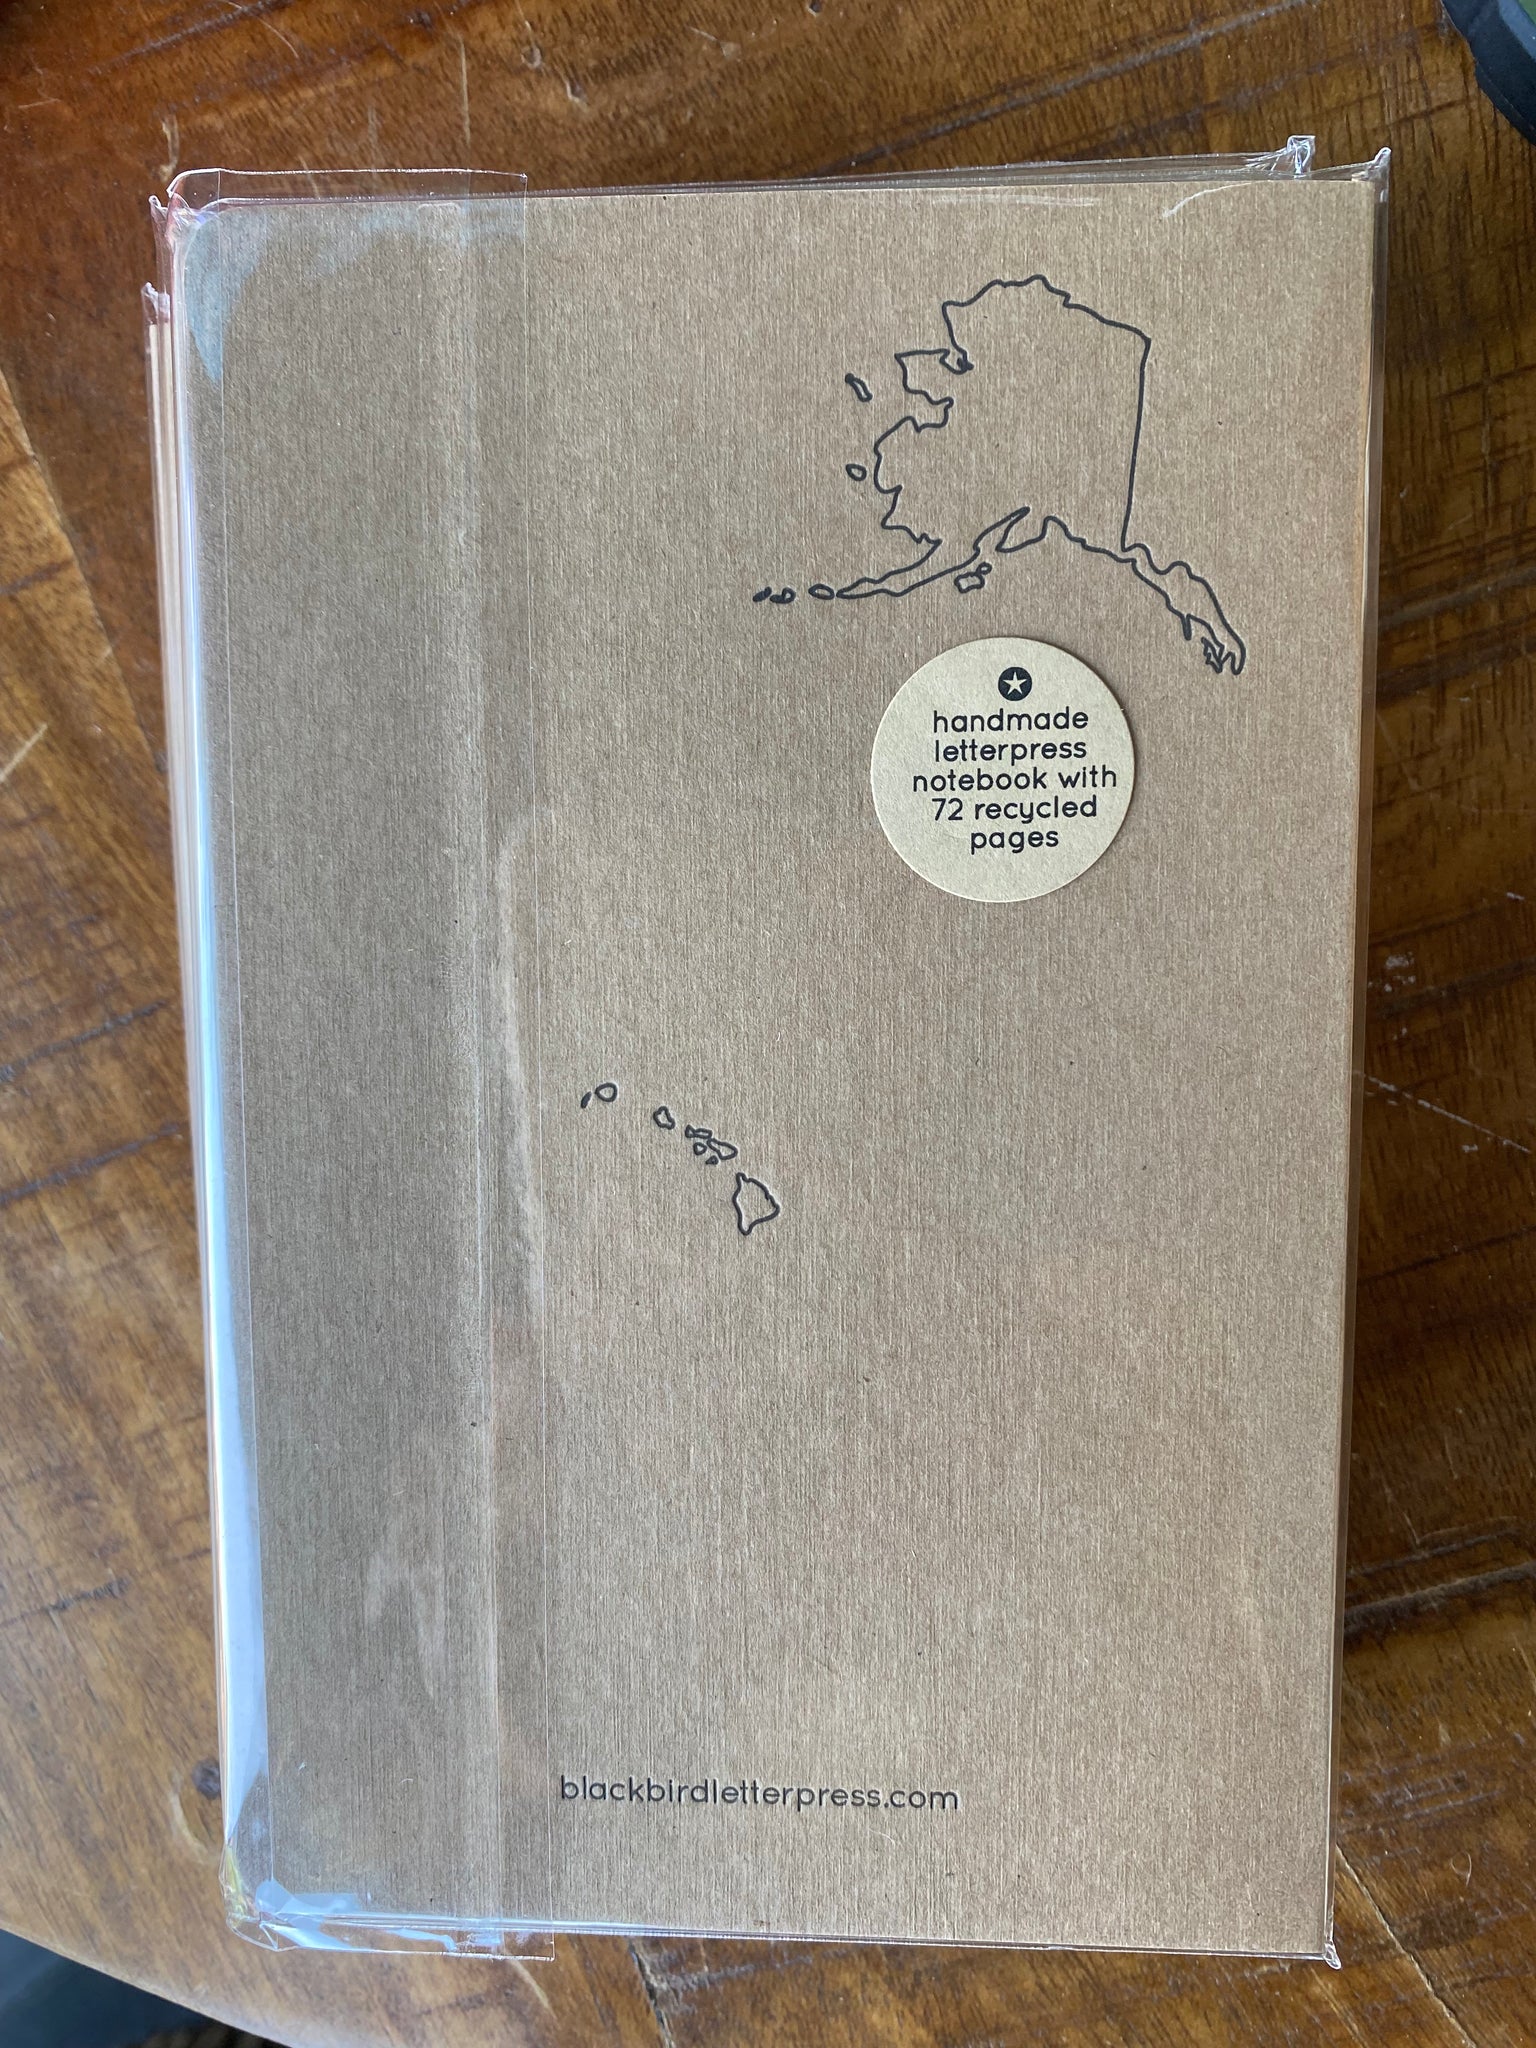 handmade
letterpress
notebook with
72 recycled
pages
blackbirdletterpress.com